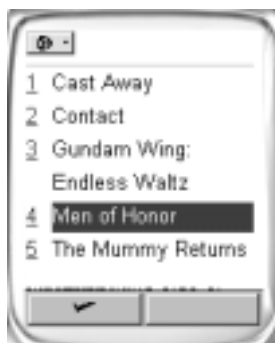 1 Cast Away
2 Contact
3 Gundam Wing:
Endless Waltz
4 Men of Honor
5 The Mummy Returns